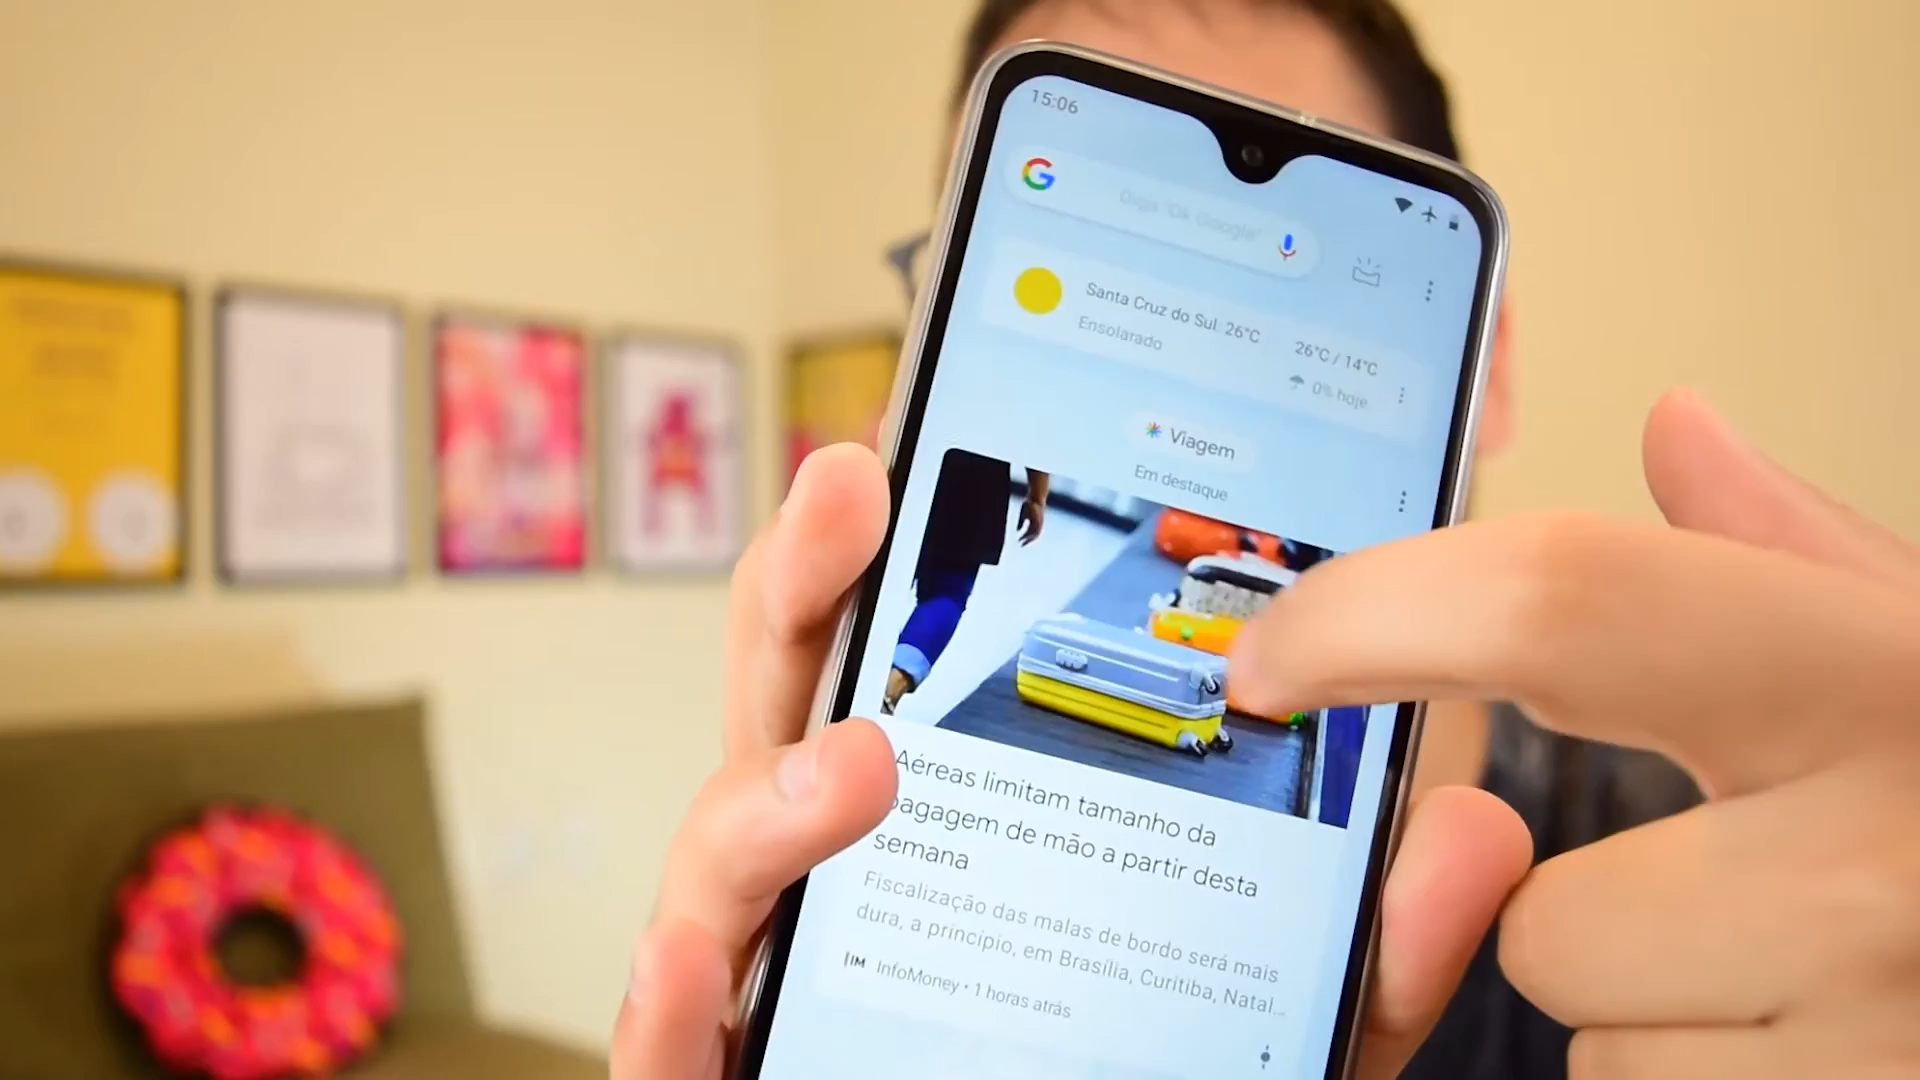 15:06
G
Diga "Ok Google"
Santa Cruz do Sul: 26°C
Ensolarado
26°C / 14°C
0% hoje
Viagem
Em destaque
Aéreas limitam tamanho da
bagagem de mão a partir desta
semana
Fiscalização das malas de bordo será mais
dura, a princípio, em Brasília, Curitiba, Natal...
IM InfoMoney • 1 horas atrás